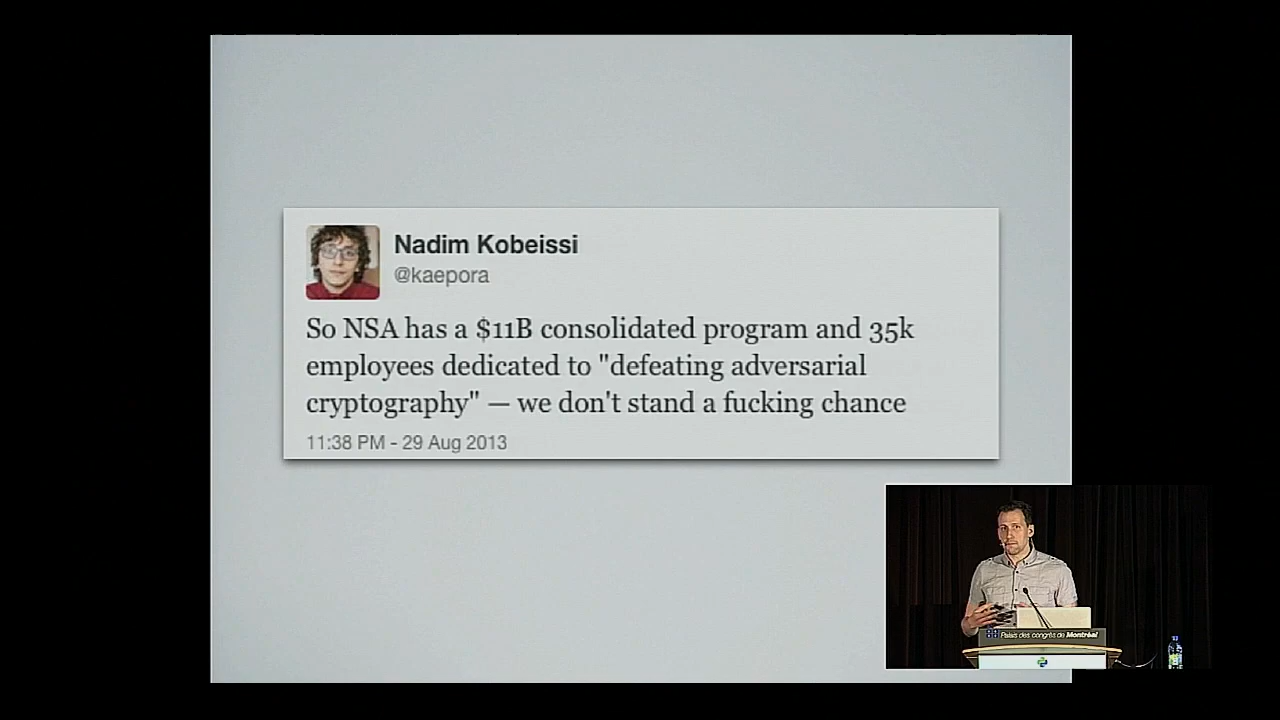 Nadim Kobeissi
@kaepora
So NSA has a $11B consolidated program and 35k
employees dedicated to "defeating adversarial
cryptography" — we don't stand a fucking chance
11:38 PM - 29 Aug 2013
Palais des congrès de Montréal